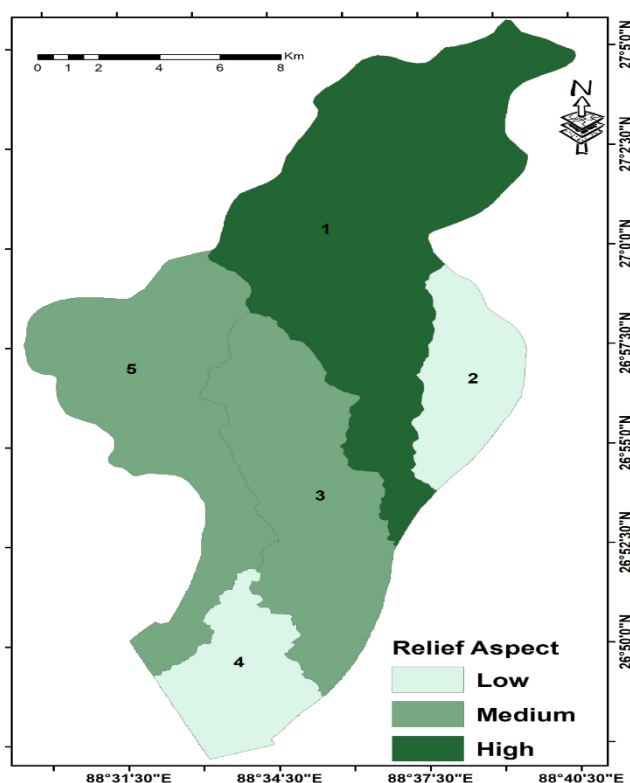 Km
0 1 2 4 6 8
N
27°5'0"N
27°2'30"N
27°0'0"N
26°57'30"N
26°55'0"N
26°52'30"N
26°50'0"N
1
2
5
3
4
Relief Aspect
Low
Medium
High
88°31'30"E 88°34'30"E 88°37'30"E 88°40'30"E